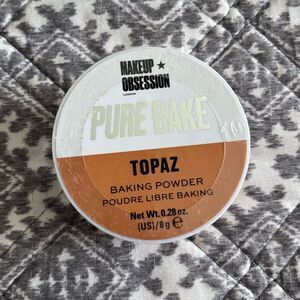 MAKEUP ★
OBSESSION
LONDON
PURE BAKE
TOPAZ
BAKING POWDER
POUDRE LIBRE BAKING
Net Wt. 0.28 oz.
(US)/8g ℮